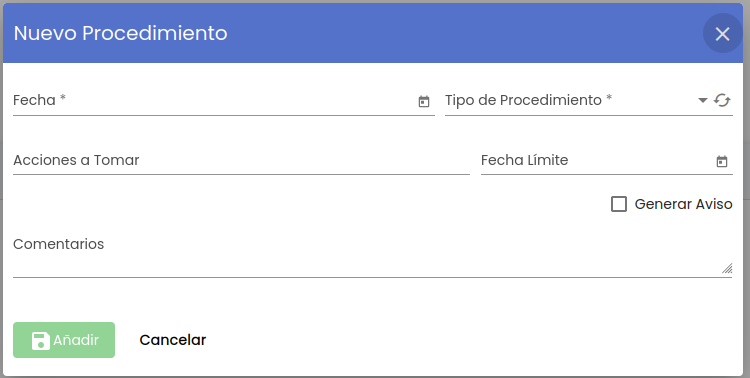 Nuevo Procedimiento
Fecha * Tipo de Procedimiento *
Acciones a Tomar Fecha Límite
Generar Aviso
Comentarios
Añadir Cancelar